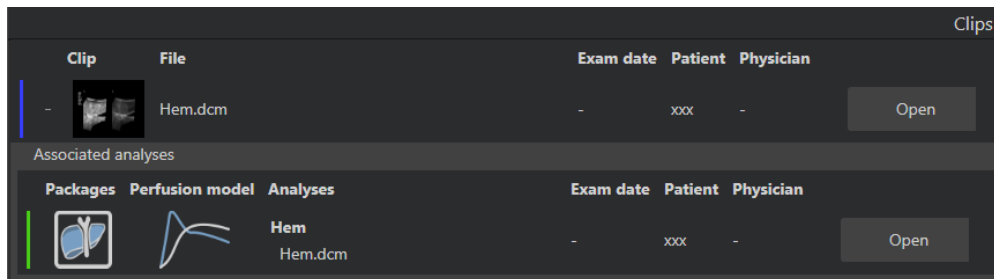 Clips
Clip File Exam date Patient Physician
- Hem.dcm - xxx - Open
Associated analyses
Packages Perfusion model Analyses Exam date Patient Physician
Hem
Hem.dcm - xxx - Open